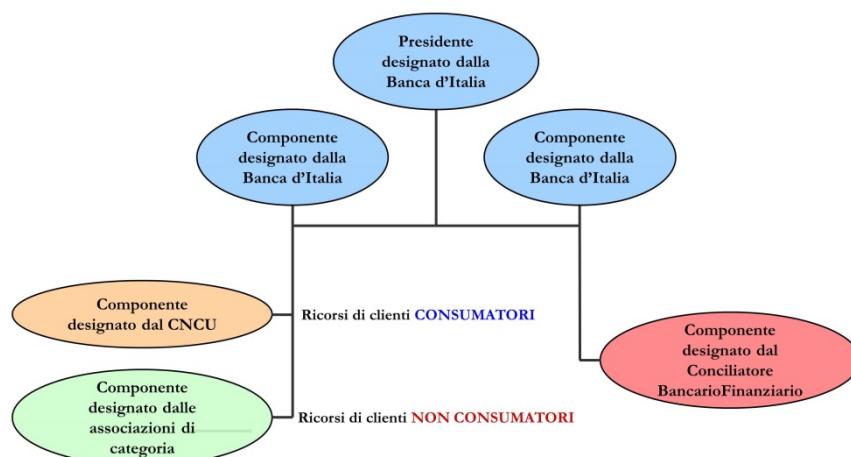 Presidente
designato dalla
Banca d'Italia
Componente
designato dalla
Banca d'Italia
Componente
designato dalla
Banca d'Italia
Componente
designato dal CNCU
Ricorsi di clienti CONSUMATORI
Componente
designato dal
Conciliatore
BancarioFinanziario
Componente
designato dalle
associazioni di
categoria
Ricorsi di clienti NON CONSUMATORI